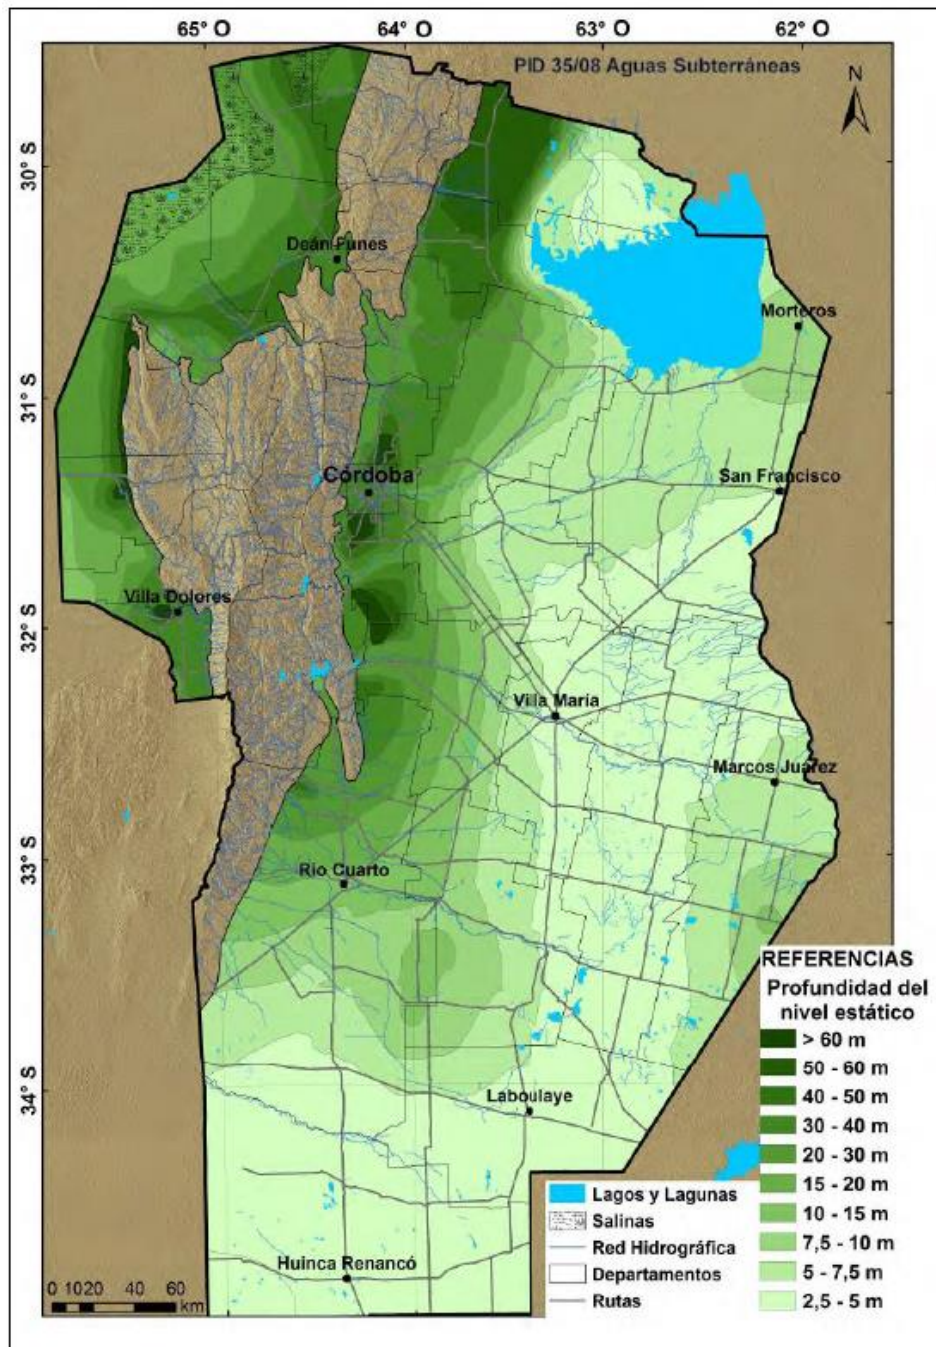 65° O 64° O 63° O 62° O
PID 35/08 Aguas Subterráneas
N
30° S
Deán Funes
Morteros
31° S
Córdoba
San Francisco
Villa Dolores
32° S
Villa María
Marcos Juárez
33° S
Rio Cuarto
34° S
Laboulaye
Huinca Renancó
0 10 20 40 60
km
REFERENCIAS
Profundidad del
nivel estático
> 60 m
50 - 60 m
40 - 50 m
30 - 40 m
20 - 30 m
15 - 20 m
10 - 15 m
7,5 - 10 m
5 - 7,5 m
2,5 - 5 m
Lagos y Lagunas
Salinas
Red Hidrográfica
Departamentos
Rutas